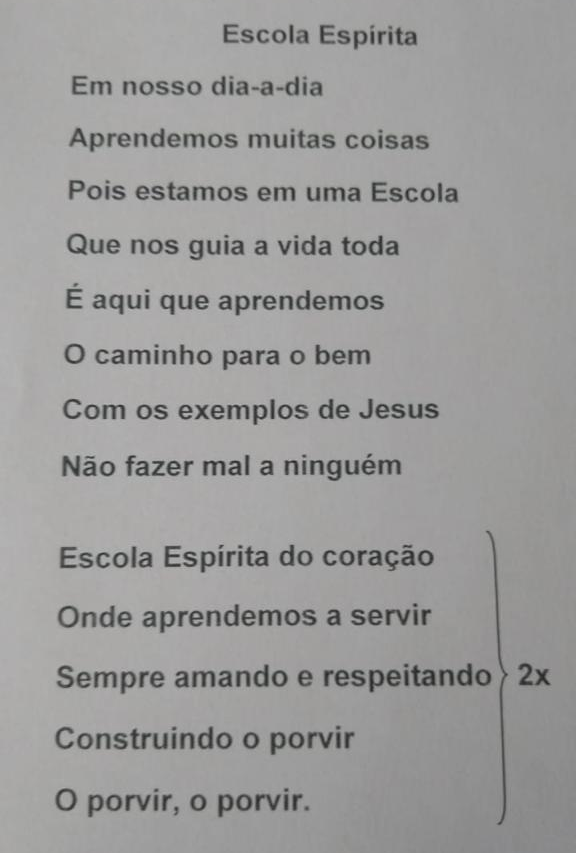 Escola Espírita
Em nosso dia-a-dia
Aprendemos muitas coisas
Pois estamos em uma Escola
Que nos guia a vida toda
É aqui que aprendemos
O caminho para o bem
Com os exemplos de Jesus
Não fazer mal a ninguém
Escola Espírita do coração
Onde aprendemos a servir
Sempre amando e respeitando 2x
Construindo o porvir
O porvir, o porvir.